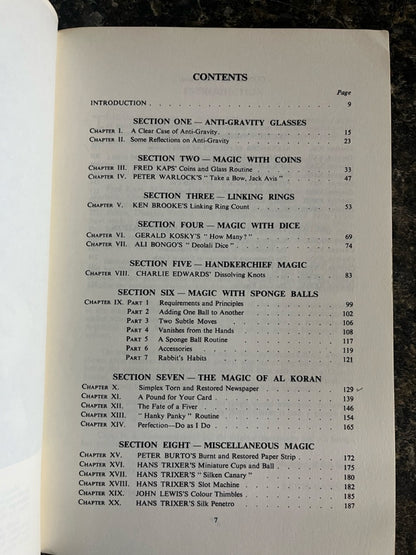 CONTENTS
Page
INTRODUCTION . . . . . . . . . . . . . 9
SECTION ONE — ANTI-GRAVITY GLASSES
CHAPTER I. A Clear Case of Anti-Gravity. . . . . . . 15
CHAPTER II. Some Reflections on Anti-Gravity . . . . . . 23
SECTION TWO — MAGIC WITH COINS
CHAPTER III. FRED KAPS' Coins and Glass Routine . . . . . 33
CHAPTER IV. PETER WARLOCK'S "Take a Bow, Jack Avis" . . . . 47
SECTION THREE — LINKING RINGS
CHAPTER V. KEN BROOKE'S Linking Ring Count . . . . . . 53
SECTION FOUR — MAGIC WITH DICE
CHAPTER VI. GERALD KOSKY'S "How Many?" . . . . . . 69
CHAPTER VII. ALI BONGO'S "Deolali Dice" . . . . . . . 74
SECTION FIVE — HANDKERCHIEF MAGIC
CHAPTER VIII. CHARLIE EDWARDS' Dissolving Knots . . . . . 83
SECTION SIX — MAGIC WITH SPONGE BALLS
CHAPTER IX. PART 1 Requirements and Principles . . . . . 99
PART 2 Adding One Ball to Another . . . . . 102
PART 3 Two Subtle Moves . . . . . . . 106
PART 4 Vanishes from the Hands . . . . . . 108
PART 5 A Sponge Ball Routine . . . . . . 117
PART 6 Accessories . . . . . . . . . 119
PART 7 Rabbit's Habits . . . . . . . . 121
SECTION SEVEN — THE MAGIC OF AL KORAN
CHAPTER X. Simplex Torn and Restored Newspaper . . . . . 129
CHAPTER XI. A Pound for Your Card . . . . . . . . 139
CHAPTER XII. The Fate of a Fiver . . . . . . . . . 146
CHAPTER XIII. "Hanky Panky" Routine . . . . . . . . 154
CHAPTER XIV. Perfection—Do as I Do . . . . . . . . 165
SECTION EIGHT — MISCELLANEOUS MAGIC
CHAPTER XV. PETER BURTO'S Burnt and Restored Paper Strip . . 172
CHAPTER XVI. HANS TRIXER'S Miniature Cups and Ball . . . . 175
CHAPTER XVII. HANS TRIXER'S "Silken Canary" . . . . . . 180
CHAPTER XVIII. HANS TRIXER'S Slot Machine . . . . . . . 182
CHAPTER XIX. JOHN LEWIS'S Colour Thimbles . . . . . . 185
CHAPTER XX. HANS TRIXER'S Silk Penetro . . . . . . . 187
7